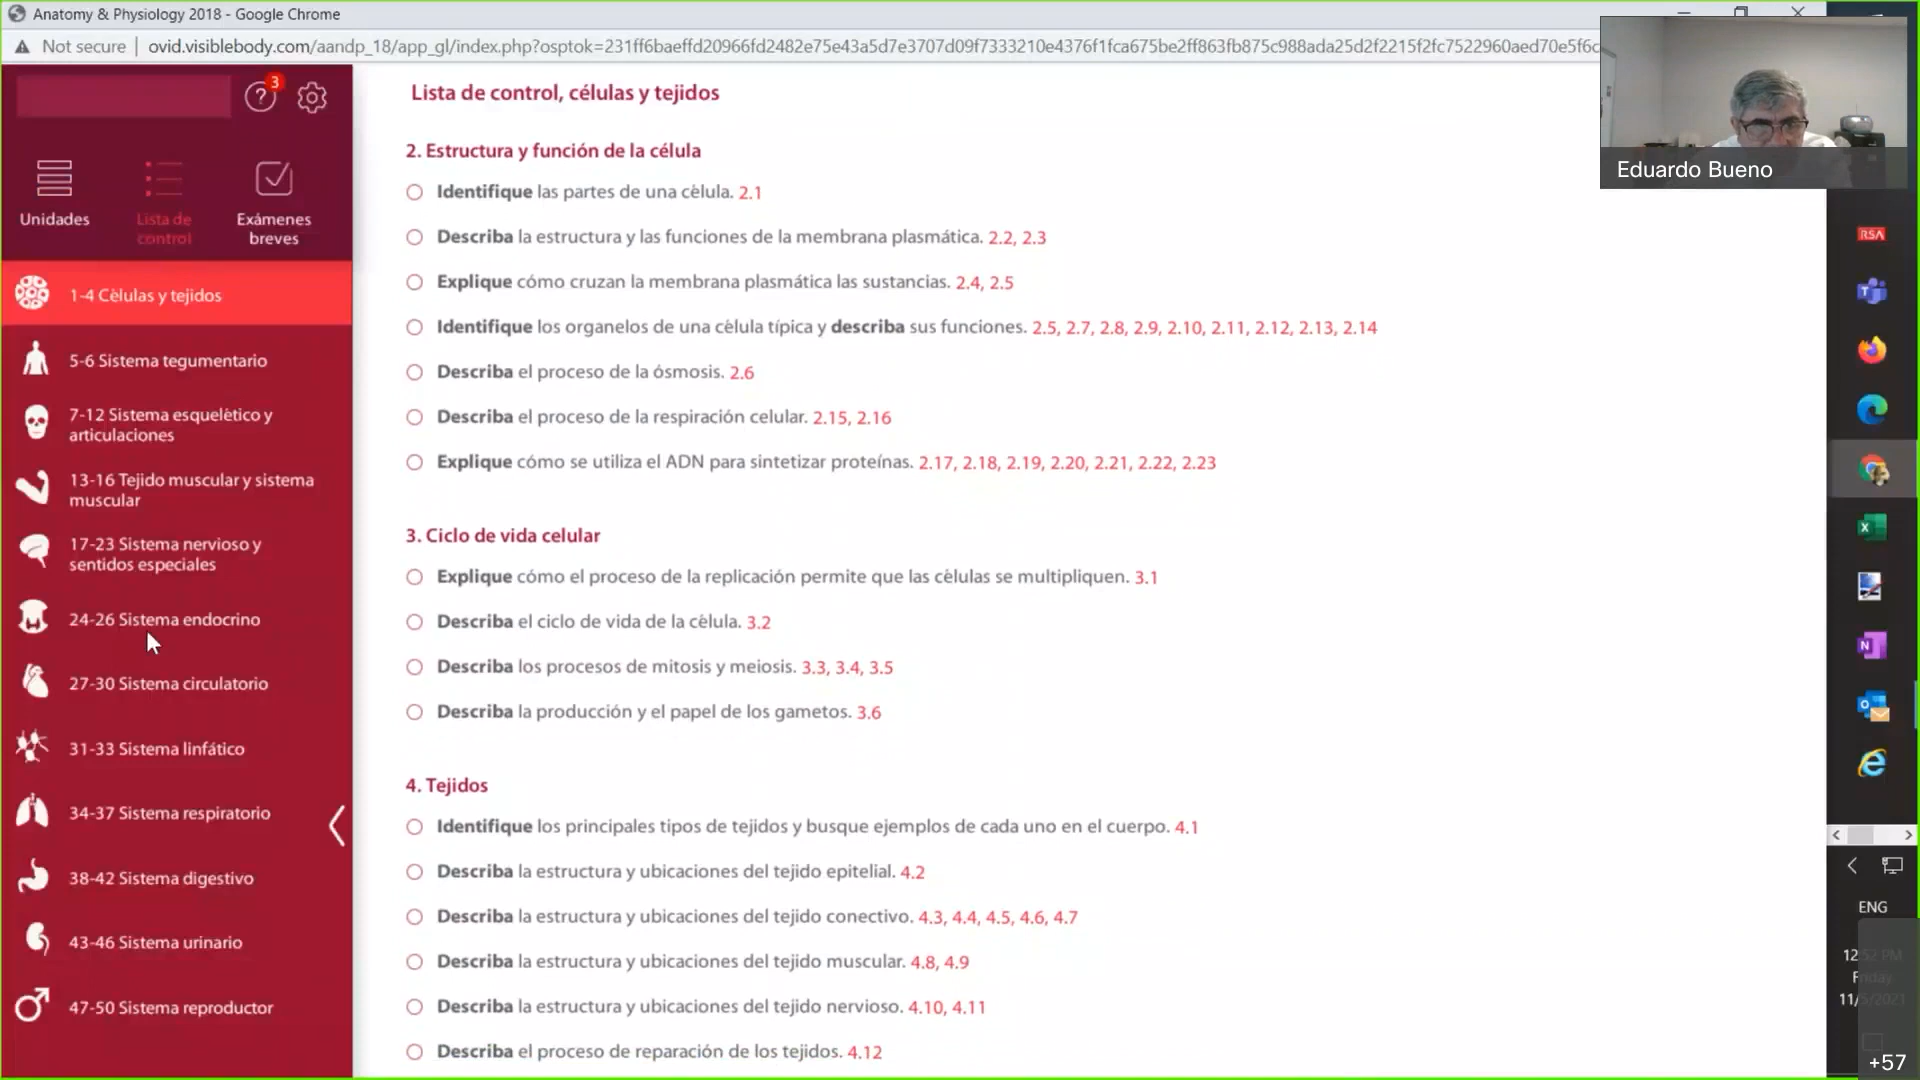 Anatomy & Physiology 2018 - Google Chrome
Not secure | ovid.visiblebody.com/aandp_18/app_gl/index.php?osptok=231ff6baeffd20966fd2482e75e43a5d7e3707d09f7333210e4376f1fca675be2ff863fb875c988ada25d2f2215f2fc7522960aed70e5f6c
Eduardo Bueno
3
Unidades
Lista de
control
Exámenes
breves
1-4 Células y tejidos
5-6 Sistema tegumentario
7-12 Sistema esquelético y
articulaciones
13-16 Tejido muscular y sistema
muscular
17-23 Sistema nervioso y
sentidos especiales
24-26 Sistema endocrino
27-30 Sistema circulatorio
31-33 Sistema linfático
34-37 Sistema respiratorio
38-42 Sistema digestivo
43-46 Sistema urinario
47-50 Sistema reproductor
Lista de control, células y tejidos
2. Estructura y función de la célula
Identifique las partes de una célula. 2.1
Describa la estructura y las funciones de la membrana plasmática. 2.2, 2.3
Explique cómo cruzan la membrana plasmática las sustancias. 2.4, 2.5
Identifique los organelos de una célula típica y describa sus funciones. 2.5, 2.7, 2.8, 2.9, 2.10, 2.11, 2.12, 2.13, 2.14
Describa el proceso de la ósmosis. 2.6
Describa el proceso de la respiración celular. 2.15, 2.16
Explique cómo se utiliza el ADN para sintetizar proteínas. 2.17, 2.18, 2.19, 2.20, 2.21, 2.22, 2.23
3. Ciclo de vida celular
Explique cómo el proceso de la replicación permite que las células se multipliquen. 3.1
Describa el ciclo de vida de la célula. 3.2
Describa los procesos de mitosis y meiosis. 3.3, 3.4, 3.5
Describa la producción y el papel de los gametos. 3.6
4. Tejidos
Identifique los principales tipos de tejidos y busque ejemplos de cada uno en el cuerpo. 4.1
Describa la estructura y ubicaciones del tejido epitelial. 4.2
Describa la estructura y ubicaciones del tejido conectivo. 4.3, 4.4, 4.5, 4.6, 4.7
Describa la estructura y ubicaciones del tejido muscular. 4.8, 4.9
Describa la estructura y ubicaciones del tejido nervioso. 4.10, 4.11
Describa el proceso de reparación de los tejidos. 4.12
RSA
ENG
12:52 PM
Friday
11/5/2021
+57